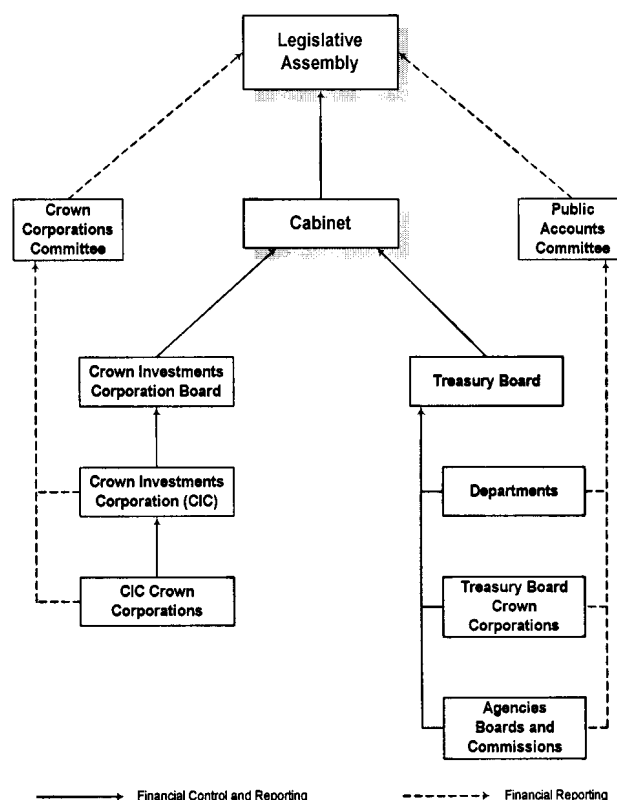 Legislative
Assembly
Crown
Corporations
Committee
Cabinet
Public
Accounts
Committee
Crown Investments
Corporation Board
Treasury Board
Crown Investments
Corporation (CIC)
Departments
CIC Crown
Corporations
Treasury Board
Crown
Corporations
Agencies
Boards and
Commissions
Financial Control and Reporting
Financial Reporting